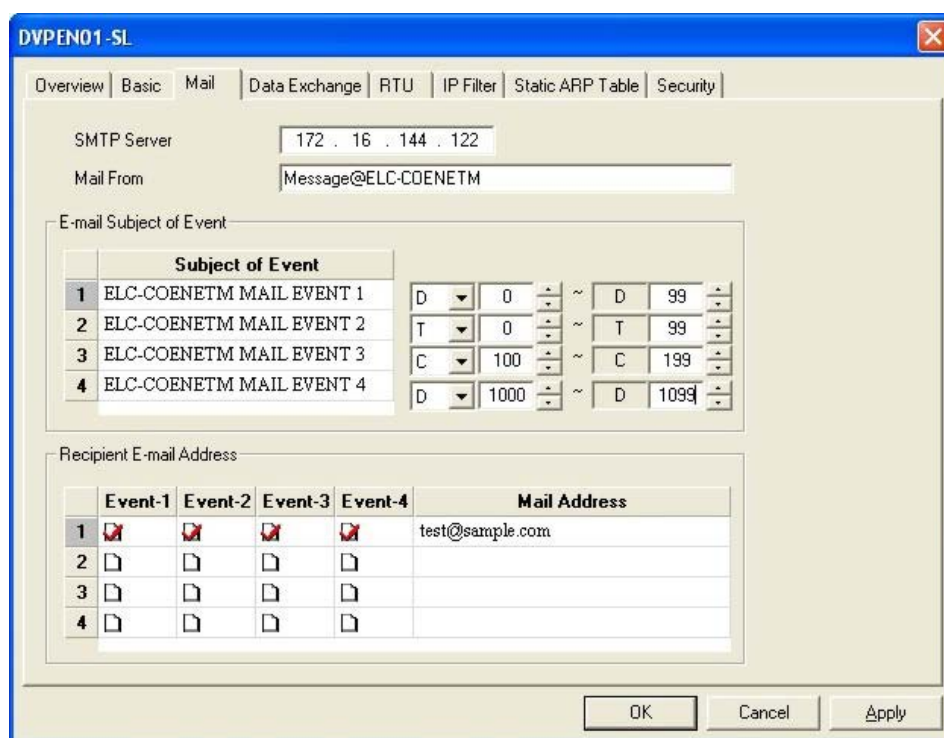 DVPEN01-SL
Overview Basic Mail Data Exchange RTU IP Filter Static ARP Table Security
SMTP Server 172 . 16 . 144 . 122
Mail From Message@ELC-COENETM
E-mail Subject of Event
Subject of Event
1 ELC-COENETM MAIL EVENT 1 D 0 ~ D 99
2 ELC-COENETM MAIL EVENT 2 T 0 ~ T 99
3 ELC-COENETM MAIL EVENT 3 C 100 ~ C 199
4 ELC-COENETM MAIL EVENT 4 D 1000 ~ D 1099
Recipient E-mail Address
Event-1 Event-2 Event-3 Event-4 Mail Address
1 test@sample.com
2
3
4
OK Cancel Apply